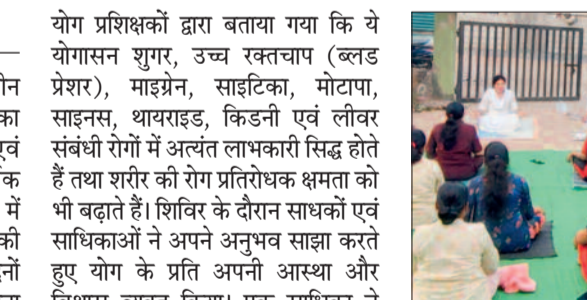 योग प्रशिक्षकों द्वारा बताया गया कि ये
योगासन शुगर, उच्च रक्तचाप (ब्लड
प्रेशर), माइग्रेन, साइटिका, मोटापा,
साइनस, थायराइड, किडनी एवं लीवर
संबंधी रोगों में अत्यंत लाभकारी सिद्ध होते
हैं तथा शरीर की रोग प्रतिरोधक क्षमता को
भी बढ़ाते हैं। शिविर के दौरान साधकों एवं
साधिकाओं ने अपने अनुभव साझा करते
हुए योग के प्रति अपनी आस्था और